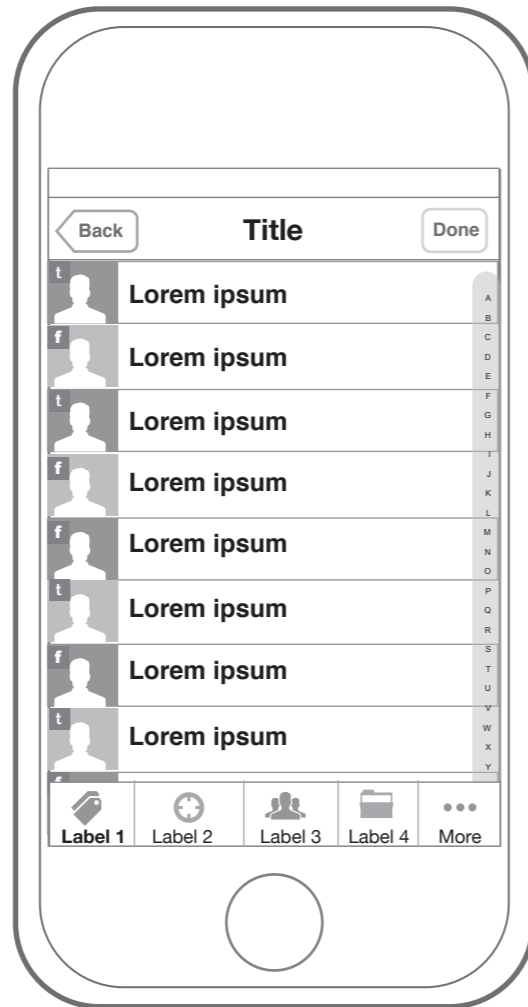 Back Title Done
t
Lorem ipsum
f
Lorem ipsum
t
Lorem ipsum
f
Lorem ipsum
f
Lorem ipsum
t
Lorem ipsum
f
Lorem ipsum
t
Lorem ipsum
f
A
B
C
D
E
F
G
H
I
J
K
L
M
N
O
P
Q
R
S
T
U
V
W
X
Y
Label 1 Label 2 Label 3 Label 4 More